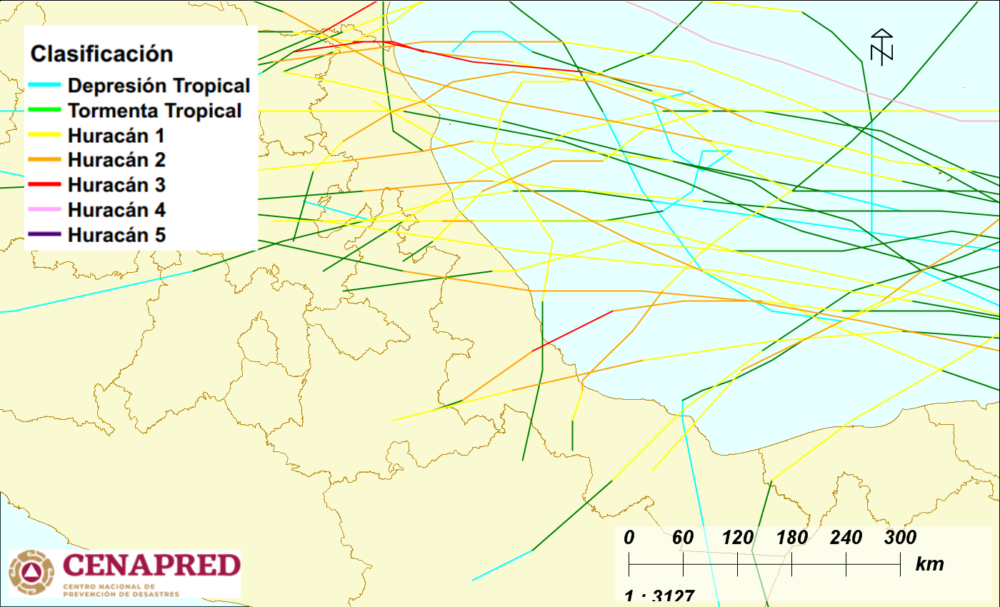 N
Clasificación
Depresión Tropical
Tormenta Tropical
Huracán 1
Huracán 2
Huracán 3
Huracán 4
Huracán 5
0 60 120 180 240 300
km
1 : 3127
CENAPRED
CENTRO NACIONAL DE
PREVENCIÓN DE DESASTRES